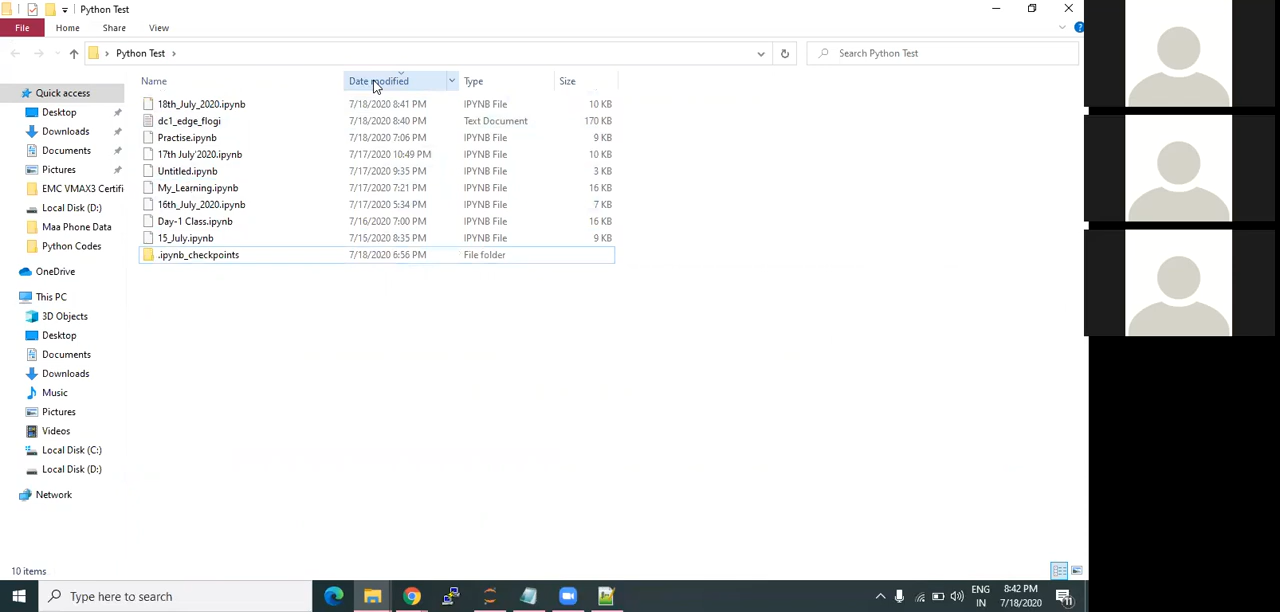 Python Test
File Home Share View
Python Test
Search Python Test
Name Date modified Type Size
Quick access
Desktop
Downloads
Documents
Pictures
EMC VMAX3 Certifi
Local Disk (D:)
Maa Phone Data
Python Codes
OneDrive
This PC
3D Objects
Desktop
Documents
Downloads
Music
Pictures
Videos
Local Disk (C:)
Local Disk (D:)
Network
18th_July_2020.ipynb 7/18/2020 8:41 PM IPYNB File 10 KB
dc1_edge_flogi 7/18/2020 8:40 PM Text Document 170 KB
Practise.ipynb 7/18/2020 7:06 PM IPYNB File 9 KB
17th July'2020.ipynb 7/17/2020 10:49 PM IPYNB File 10 KB
Untitled.ipynb 7/17/2020 9:35 PM IPYNB File 3 KB
My_Learning.ipynb 7/17/2020 7:21 PM IPYNB File 16 KB
16th_July_2020.ipynb 7/17/2020 5:34 PM IPYNB File 7 KB
Day-1 Class.ipynb 7/16/2020 7:00 PM IPYNB File 16 KB
15_July.ipynb 7/15/2020 8:35 PM IPYNB File 9 KB
.ipynb_checkpoints 7/18/2020 6:56 PM File folder
10 items
Type here to search
ENG
IN
8:42 PM
7/18/2020
11